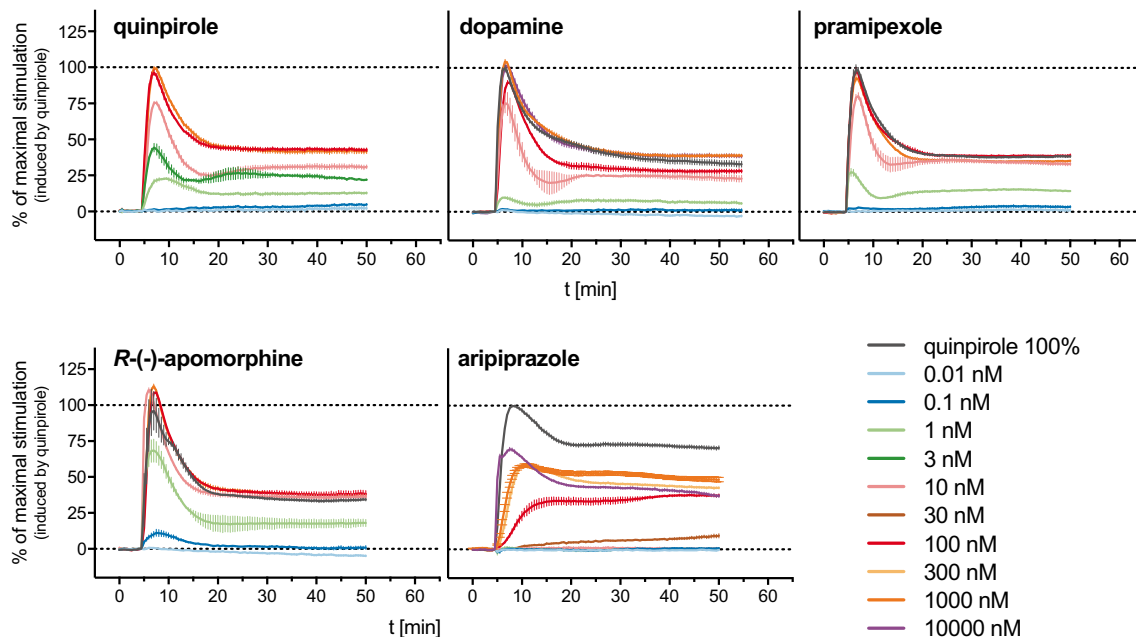 quinpirole
dopamine
pramipexole
% of maximal stimulation
(induced by quinpirole)
125
100
75
50
25
0
0 10 20 30 40 50 60
0 10 20 30 40 50 60
0 10 20 30 40 50 60
t [min]
R-(-)-apomorphine
aripiprazole
% of maximal stimulation
(induced by quinpirole)
125
100
75
50
25
0
0 10 20 30 40 50 60
0 10 20 30 40 50 60
t [min]
quinpirole 100%
0.01 nM
0.1 nM
1 nM
3 nM
10 nM
30 nM
100 nM
300 nM
1000 nM
10000 nM